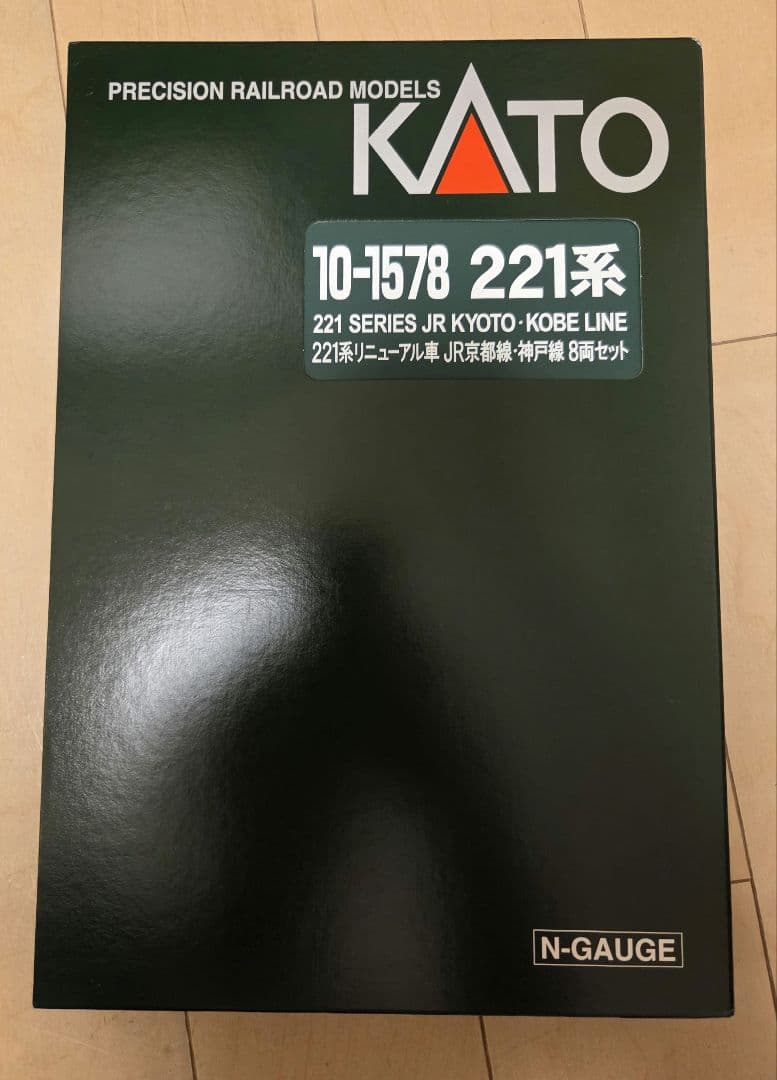 PRECISION RAILROAD MODELS
KATO
10-1578 221系
221 SERIES JR KYOTO・KOBE LINE
221系リニューアル車 JR京都線・神戸線 8両セット
N-GAUGE